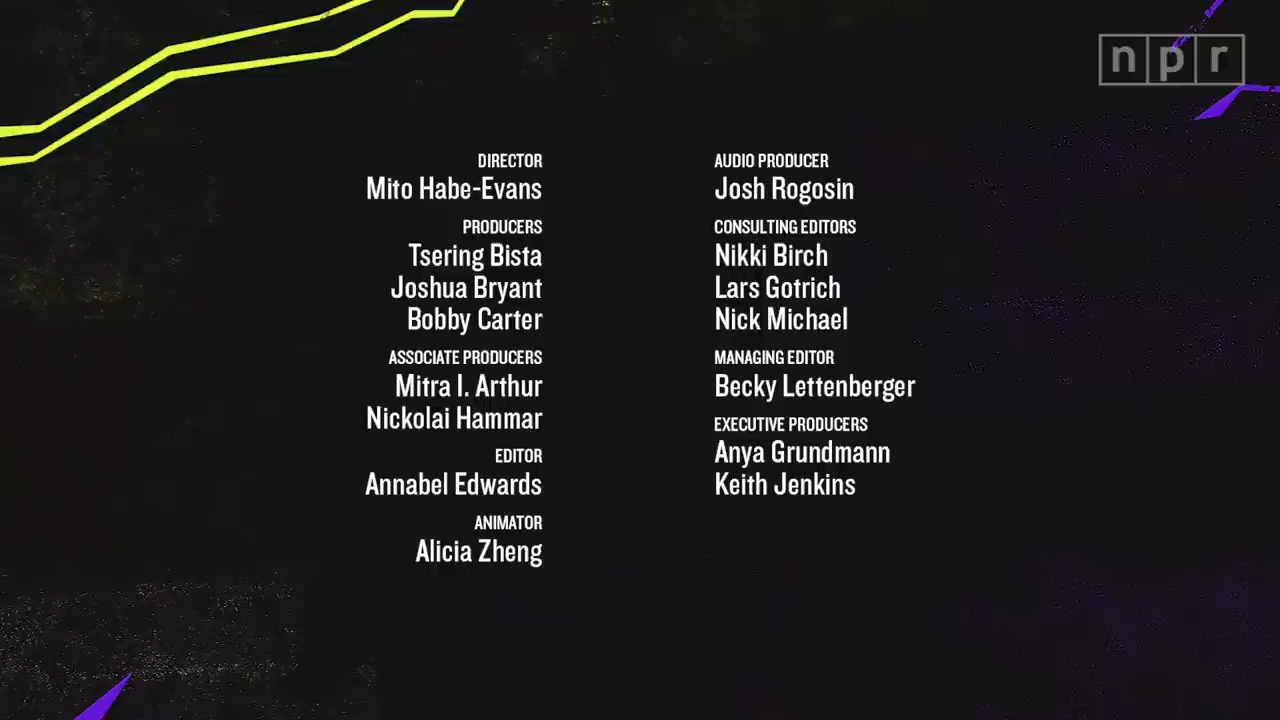 npr
DIRECTOR
Mito Habe-Evans
PRODUCERS
Tsering Bista
Joshua Bryant
Bobby Carter
ASSOCIATE PRODUCERS
Mitra I. Arthur
Nickolai Hammar
EDITOR
Annabel Edwards
ANIMATOR
Alicia Zheng
AUDIO PRODUCER
Josh Rogosin
CONSULTING EDITORS
Nikki Birch
Lars Gotrich
Nick Michael
MANAGING EDITOR
Becky Lettenberger
EXECUTIVE PRODUCERS
Anya Grundmann
Keith Jenkins